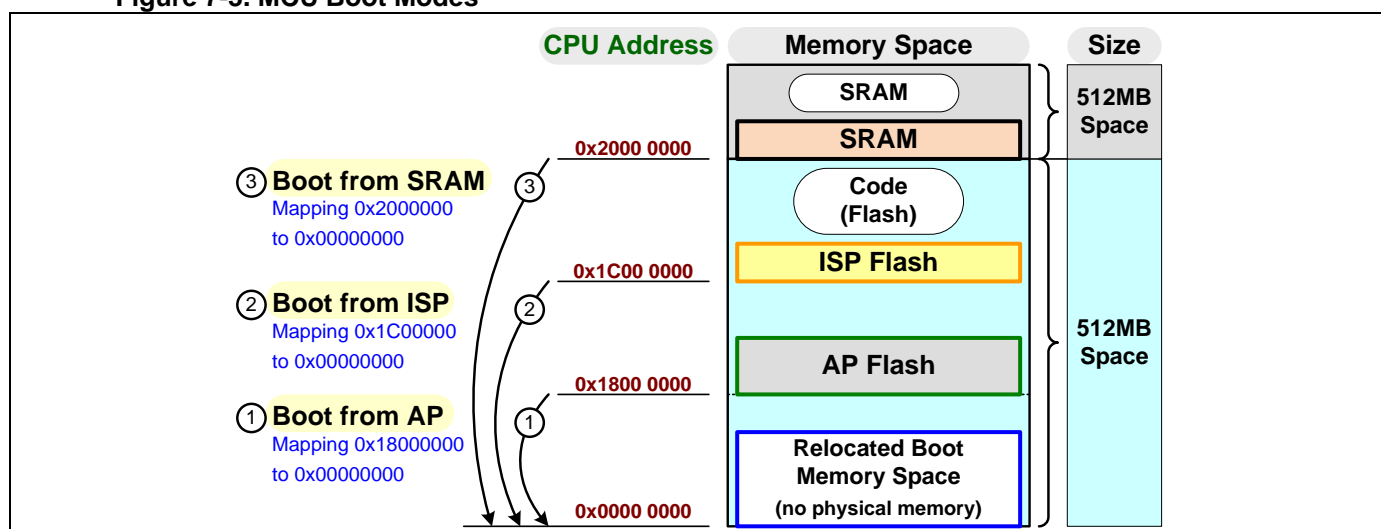 Figure 7-3. MCU Boot Modes
CPU Address
Memory Space
Size
SRAM
512MB
Space
SRAM
0x2000 0000
③ Boot from SRAM
Mapping 0x2000000
to 0x00000000
③
Code
(Flash)
ISP Flash
0x1C00 0000
② Boot from ISP
Mapping 0x1C00000
to 0x00000000
②
512MB
Space
AP Flash
0x1800 0000
① Boot from AP
Mapping 0x18000000
to 0x00000000
①
Relocated Boot
Memory Space
(no physical memory)
0x0000 0000